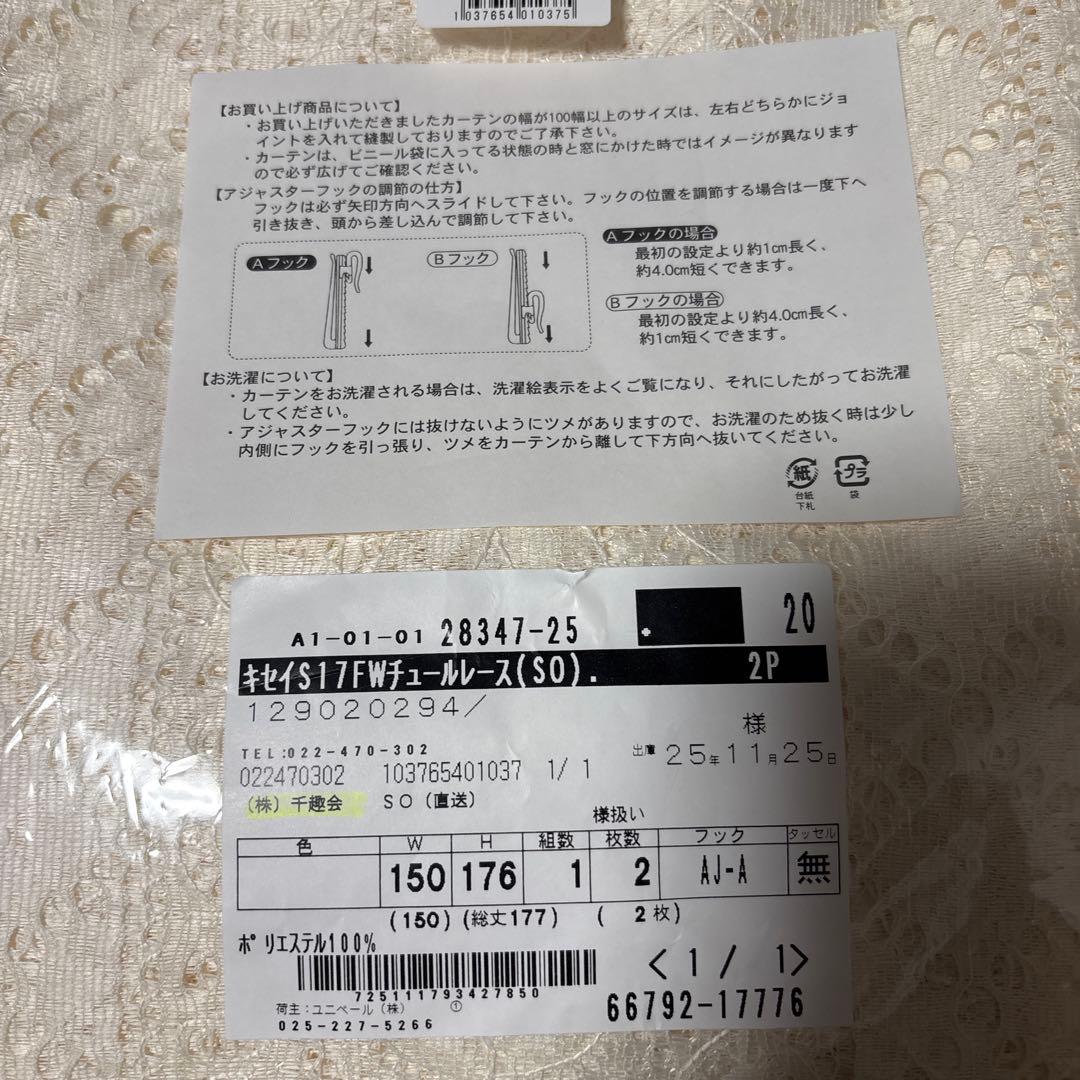 1 037654 010375
【お買い上げ商品について】
・お買い上げいただきましたカーテンの幅が100幅以上のサイズは、左右どちらかにジョ
イントを入れて縫製しておりますのでご了承下さい。
・カーテンは、ビニール袋に入ってる状態の時と窓にかけた時ではイメージが異なります
ので必ず広げてご確認ください。
【アジャスターフックの調節の仕方】
フックは必ず矢印方向へスライドして下さい。フックの位置を調節する場合は一度下へ
引き抜き、頭から差し込んで調節して下さい。
Aフック
Bフック
Aフックの場合
最初の設定より約1cm長く、
約4.0cm短くできます。
Bフックの場合
最初の設定より約4.0cm長く、
約1cm短くできます。
【お洗濯について】
・カーテンをお洗濯される場合は、洗濯絵表示をよくご覧になり、それにしたがってお洗濯
してください。
・アジャスターフックには抜けないようにツメがありますので、お洗濯のため抜く時は少し
内側にフックを引っ張り、ツメをカーテンから離して下方向へ抜いてください。
紙 プラ
台紙 袋
下札
A1-01-01 28347-25 20
ｷｾｲS17FWﾁｭｰﾙﾚｰｽ(SO). 2P
129020294/
様
TEL:022-470-302
出庫 25年11月25日
022470302 103765401037 1/ 1
(株) 千趣会 SO (直送)
様扱い
色 W H 組数 枚数 フック タッセル
150 176 1 2 AJ-A 無
(150) (総丈177) ( 2枚)
ﾎﾟﾘｴｽﾃﾙ100%
<1/ 1>
725111793427850
荷主：ユニベール (株) ①
66792-17776
025-227-5266